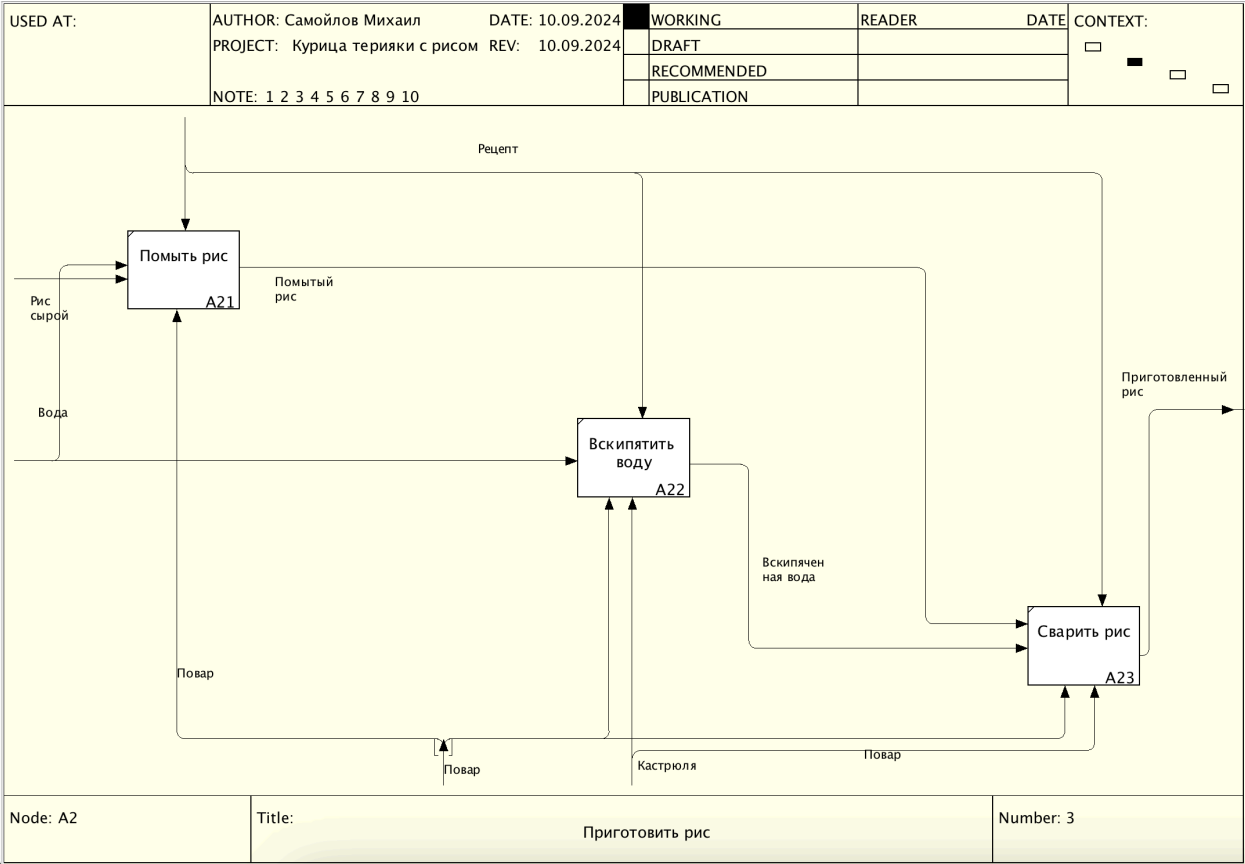 USED AT:
AUTHOR: Самойлов Михаил
DATE: 10.09.2024
WORKING
READER
DATE
CONTEXT:
PROJECT: Курица терияки с рисом
REV: 10.09.2024
DRAFT
RECOMMENDED
NOTE: 1 2 3 4 5 6 7 8 9 10
PUBLICATION
Рецепт
Помыть рис
A21
Помытый
рис
Рис
сырой
Приготовленный
рис
Вода
Вскипятить
воду
A22
Вскипячен
ная вода
Сварить рис
A23
Повар
Повар
Кастрюля
Повар
Node: A2
Title:
Приготовить рис
Number: 3